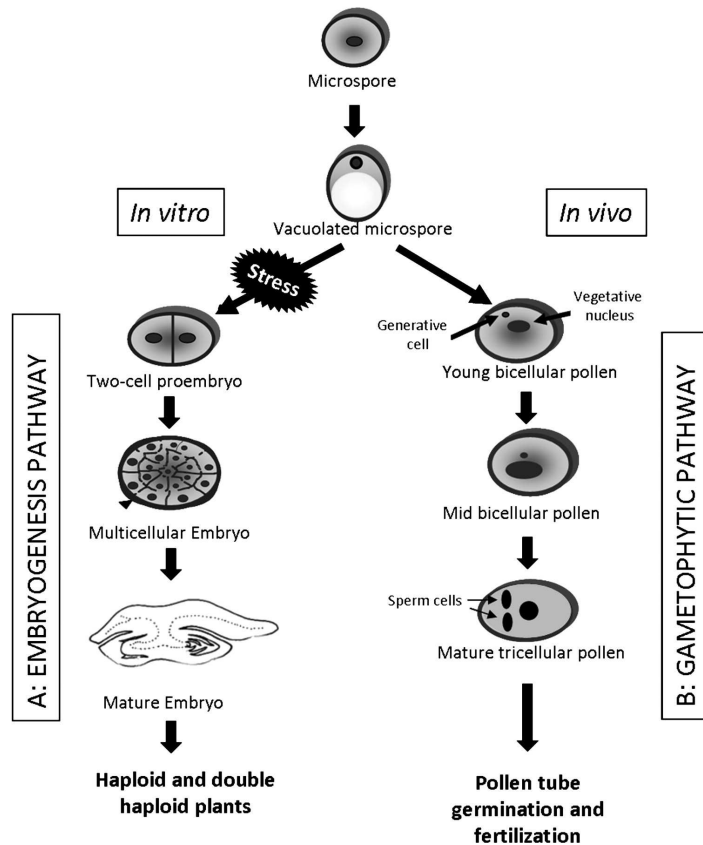 Microspore
In vitro
In vivo
Vacuolated microspore
Stress
Vegetative
nucleus
Generative
cell
Two-cell proembryo
Young bicellular pollen
A: EMBRYOGENESIS PATHWAY
B: GAMETOPHYTIC PATHWAY
Multicellular Embryo
Mid bicellular pollen
Sperm cells
Mature tricellular pollen
Mature Embryo
Haploid and double
haploid plants
Pollen tube
germination and
fertilization